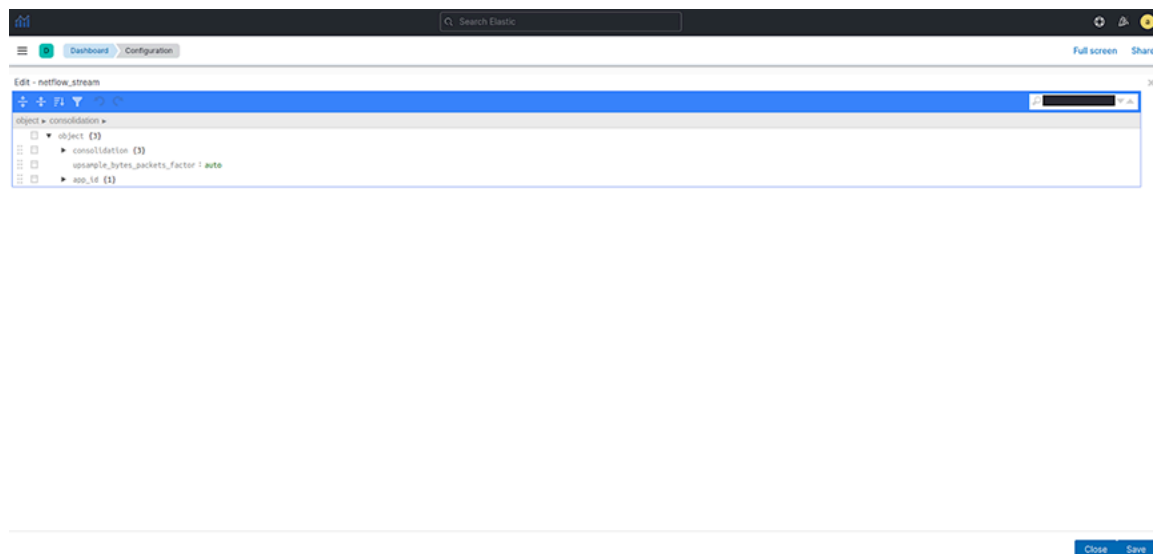 Search Elastic
a
D Dashboard Configuration Full screen Share
Edit - netflow_stream
object ▸ consolidation ▸
object {3}
consolidation {3}
upsample_bytes_packets_factor : auto
app_id {1}
Close Save